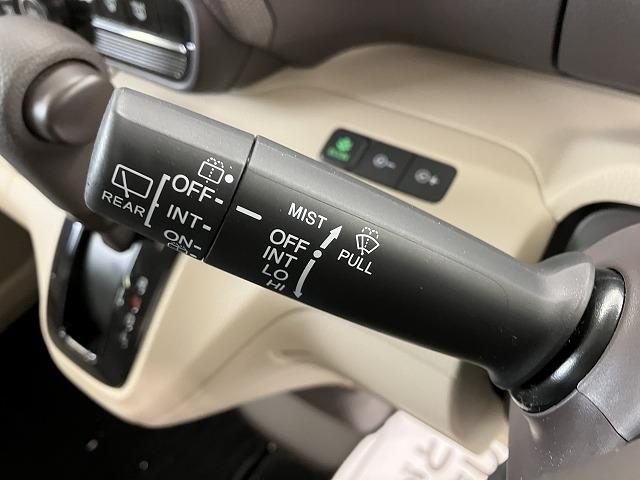 REAR
OFF
INT
ON
MIST
OFF
INT
LO
HI
PULL